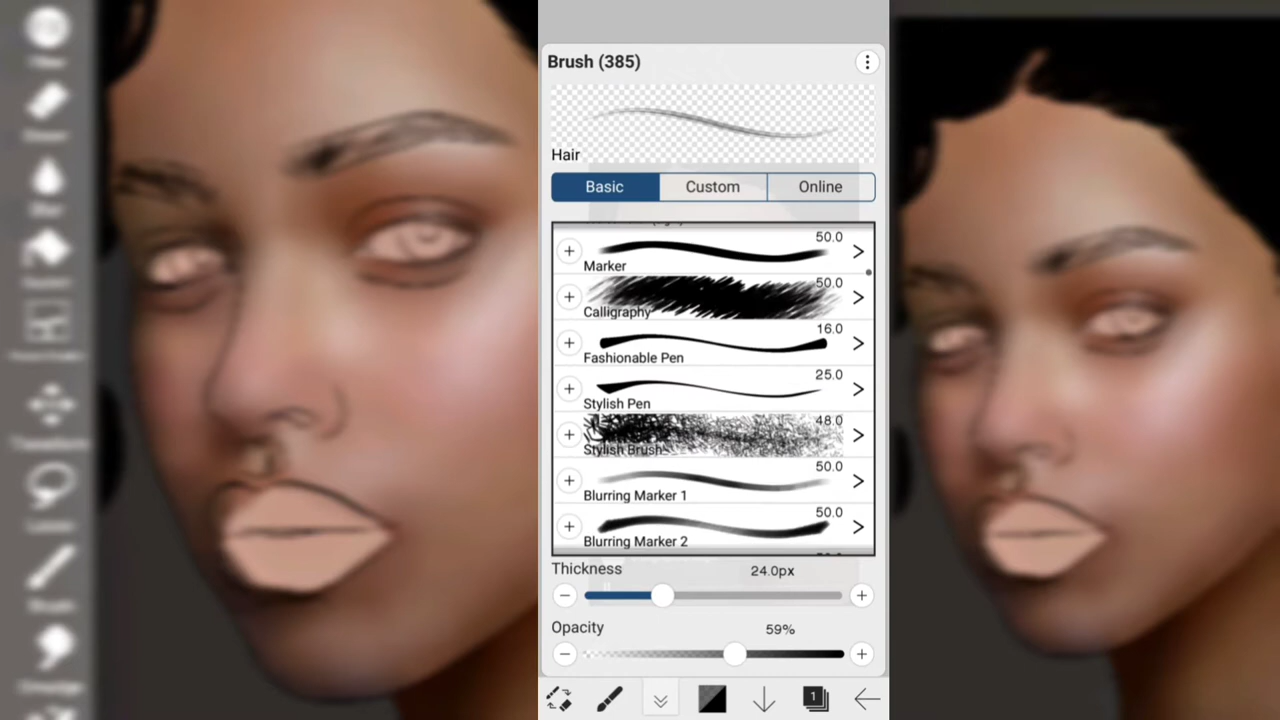 Brush (385)
Hair
Basic
Custom
Online
50.0
Marker
50.0
Calligraphy
16.0
Fashionable Pen
25.0
Stylish Pen
48.0
Stylish Brush
50.0
Blurring Marker 1
50.0
Blurring Marker 2
Thickness
24.0px
Opacity
59%
1